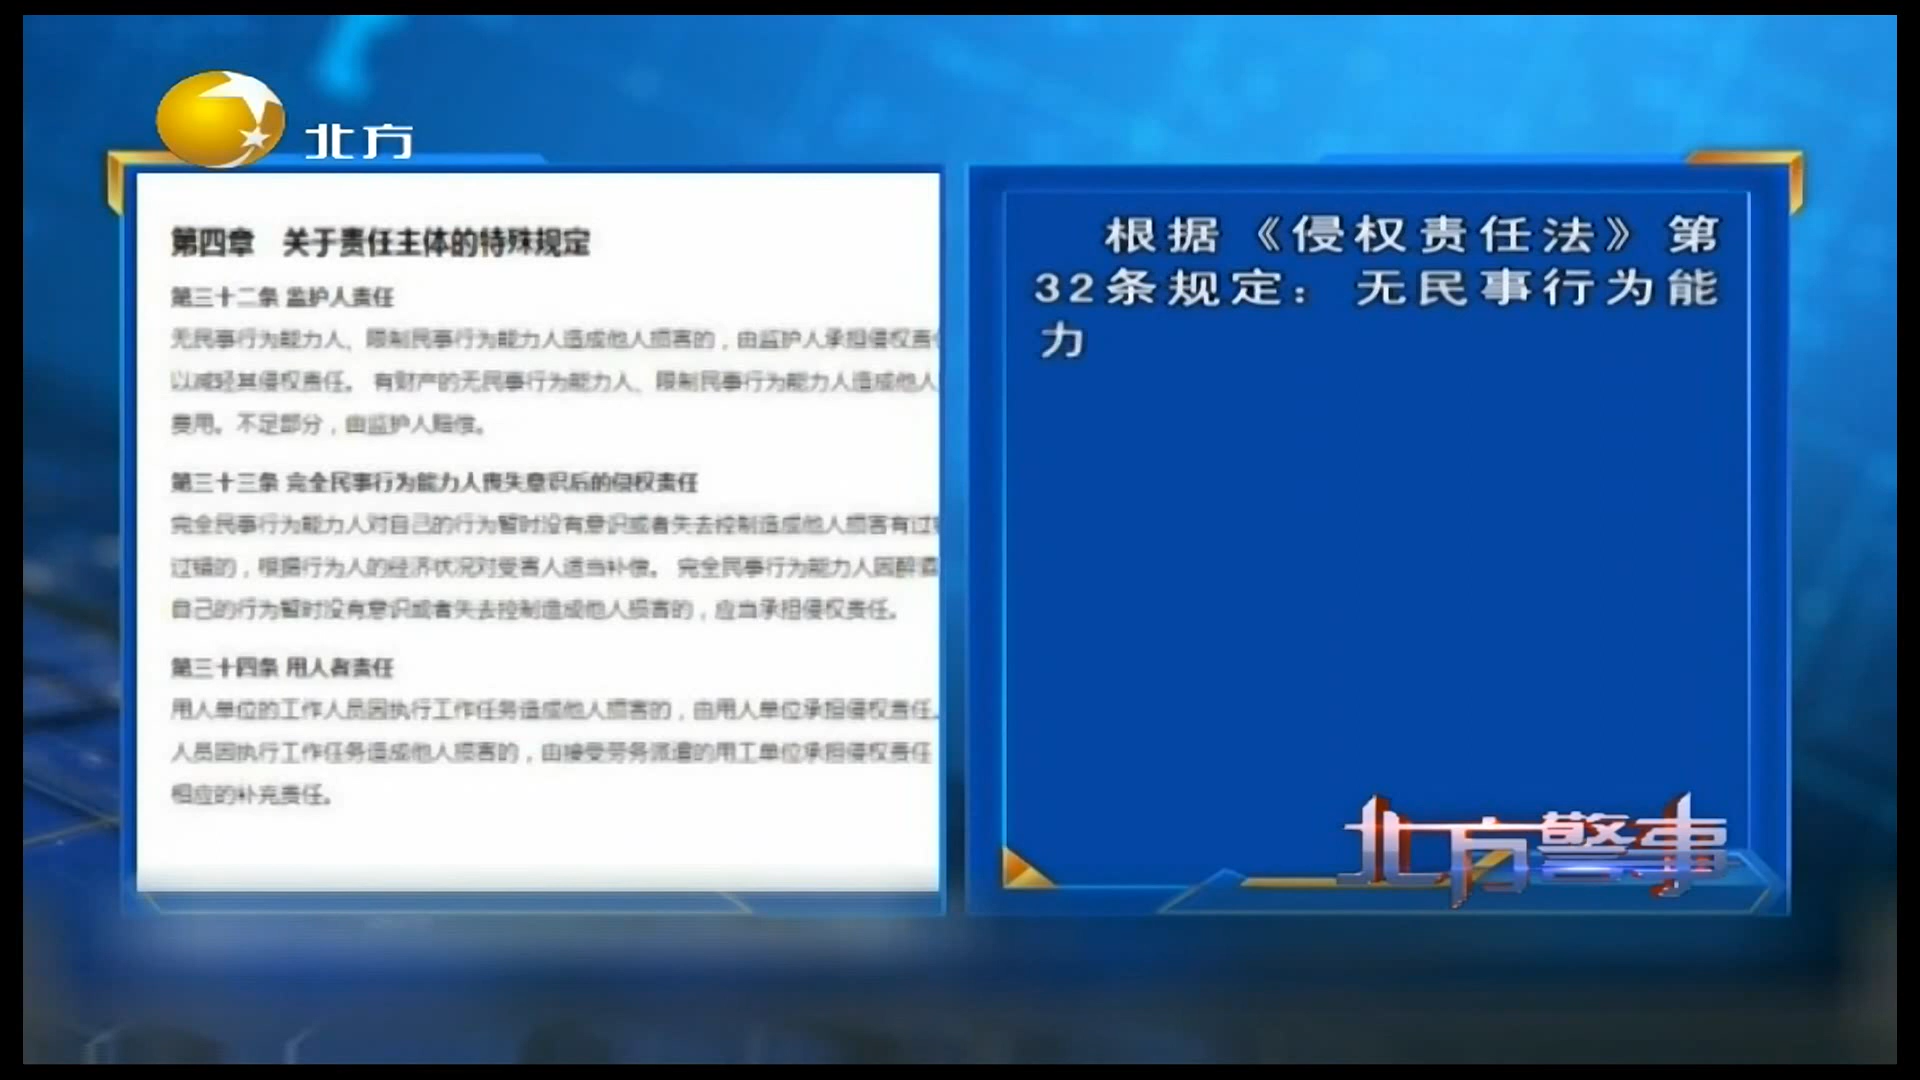 北方
第四章 关于责任主体的特殊规定
第三十二条 监护人责任
无民事行为能力人、限制民事行为能力人造成他人损害的，由监护人承担侵权责
以减轻其侵权责任。 有财产的无民事行为能力人、限制民事行为能力人造成他人
费用。不足部分，由监护人赔偿。
第三十三条 完全民事行为能力人丧失意识后的侵权责任
完全民事行为能力人对自己的行为暂时没有意识或者失去控制造成他人损害有过
过错的，根据行为人的经济状况对受害人适当补偿。 完全民事行为能力人因醉酒
自己的行为暂时没有意识或者失去控制造成他人损害的，应当承担侵权责任。
第三十四条 用人者责任
用人单位的工作人员因执行工作任务造成他人损害的，由用人单位承担侵权责任。
人员因执行工作任务造成他人损害的，由接受劳务派遣的用工单位承担侵权责任
相应的补充责任。
根据《侵权责任法》第
32条规定：无民事行为能
力
北方警事